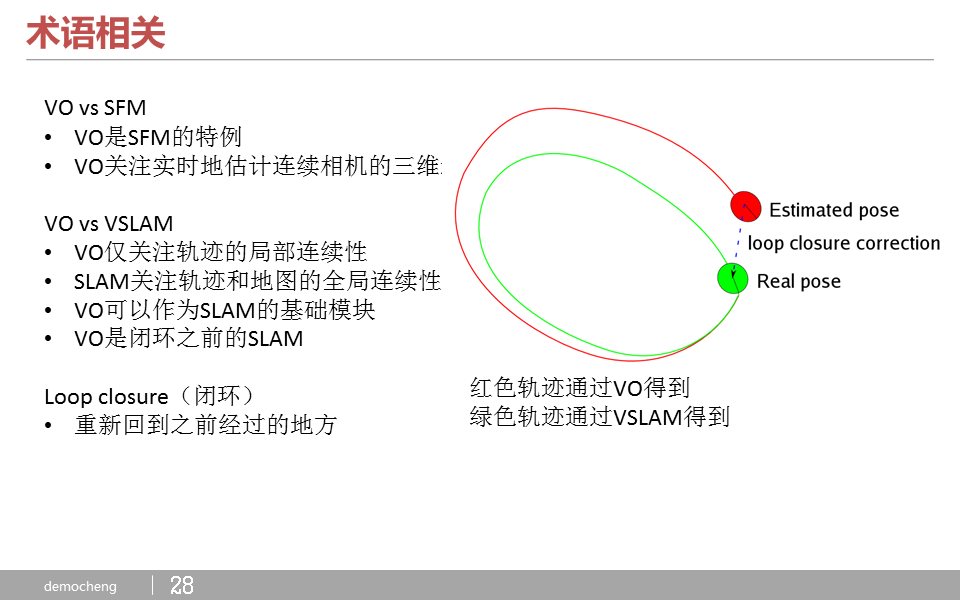 术语相关
VO vs SFM
• VO是SFM的特例
• VO关注实时地估计连续相机的三维
VO vs VSLAM
• VO仅关注轨迹的局部连续性
• SLAM关注轨迹和地图的全局连续性
• VO可以作为SLAM的基础模块
• VO是闭环之前的SLAM
Loop closure（闭环）
• 重新回到之前经过的地方
Estimated pose
loop closure correction
Real pose
红色轨迹通过VO得到
绿色轨迹通过VSLAM得到
democheng
28